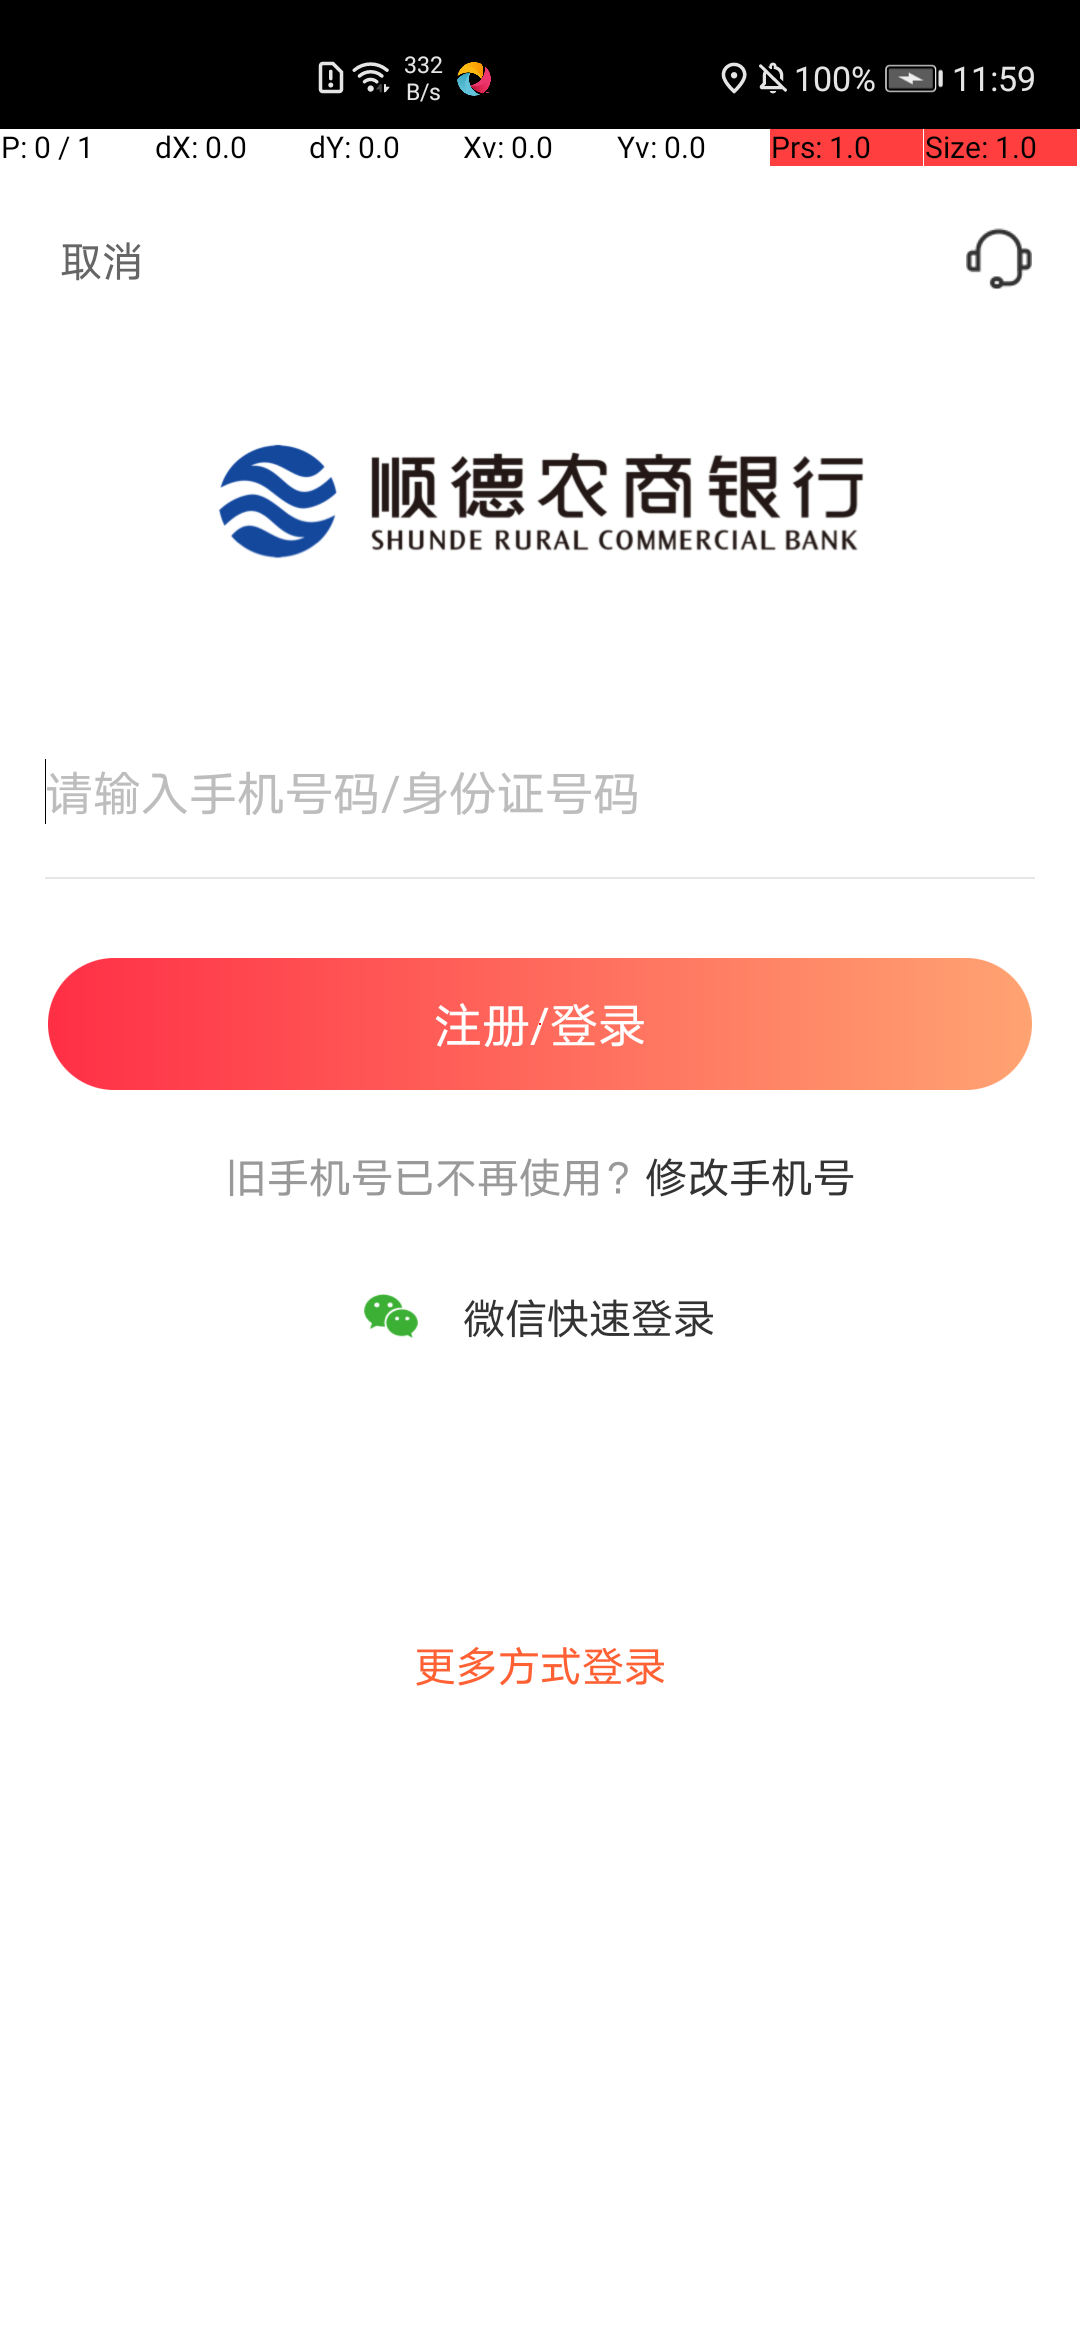 332 B/s 100% 11:59
P: 0 / 1 dX: 0.0 dY: 0.0 Xv: 0.0 Yv: 0.0 Prs: 1.0 Size: 1.0
取消
顺德农商银行
SHUNDE RURAL COMMERCIAL BANK
请输入手机号码/身份证号码
注册/登录
旧手机号已不再使用？修改手机号
微信快速登录
更多方式登录